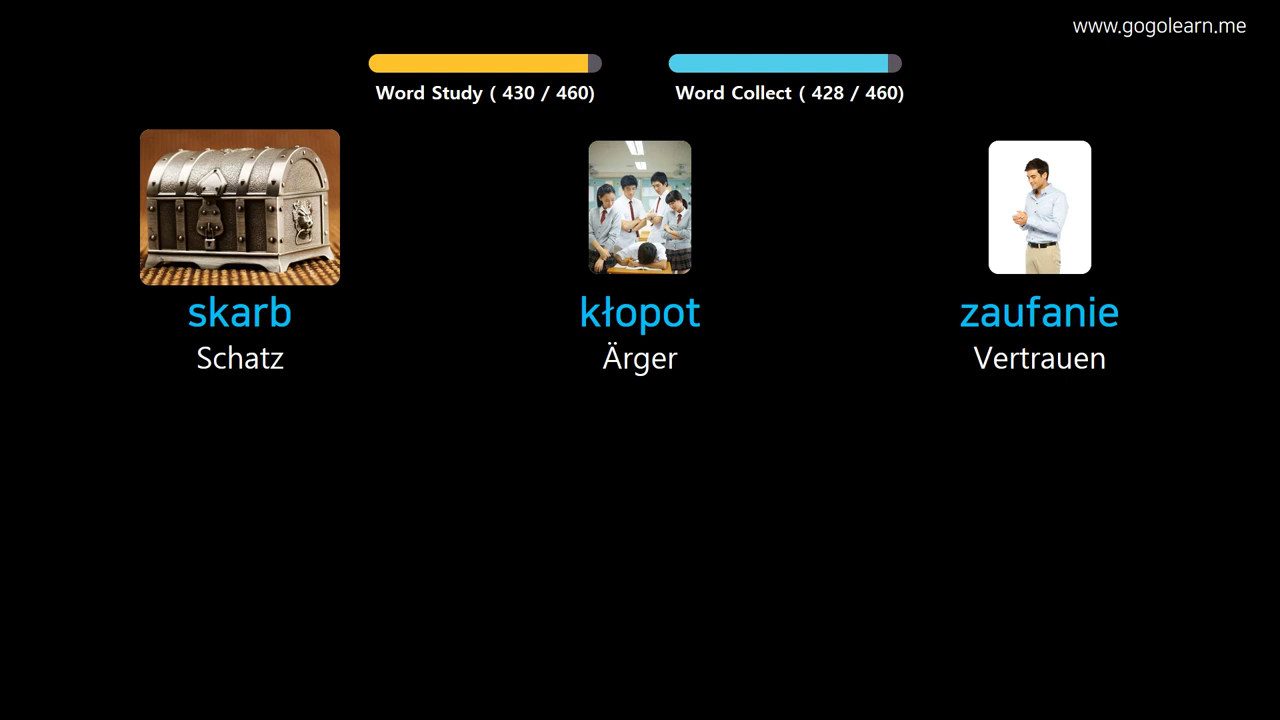 www.gogolearn.me
Word Study ( 430 / 460)
Word Collect ( 428 / 460)
skarb
kłopot
zaufanie
Schatz
Ärger
Vertrauen